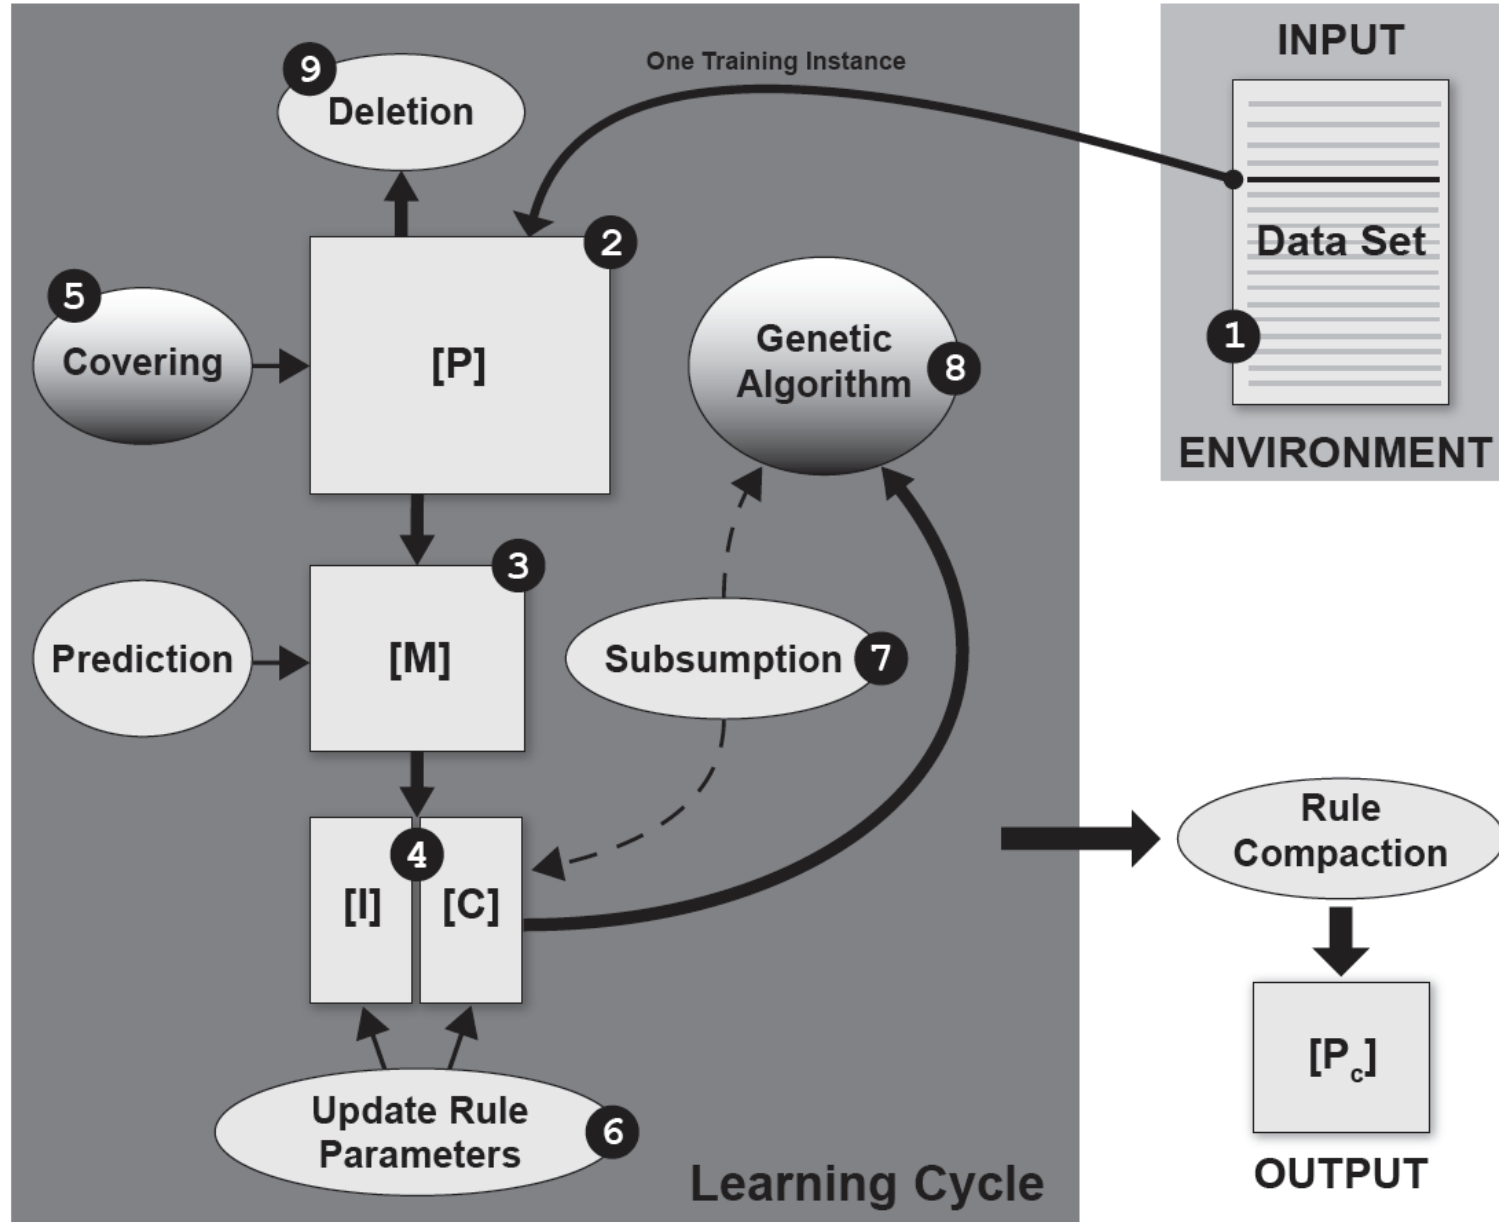 INPUT
One Training Instance
9
Deletion
2
Data Set
5
Covering
[P]
Genetic
Algorithm
8
1
ENVIRONMENT
3
Prediction
[M]
Subsumption
7
4
[I]
[C]
Rule
Compaction
[Pc]
Update Rule
Parameters
6
OUTPUT
Learning Cycle